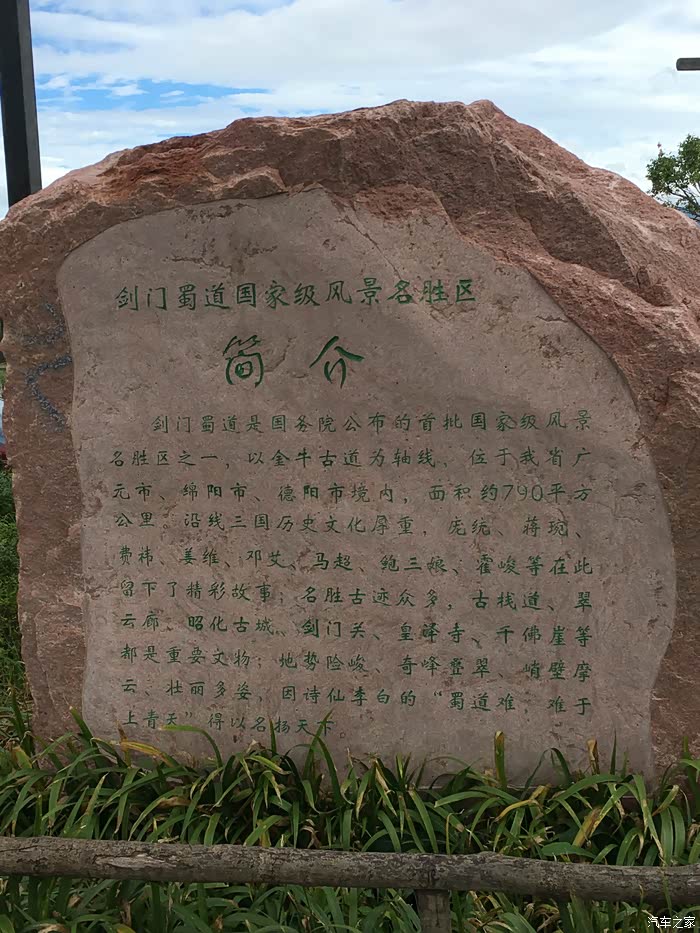 剑门蜀道国家级风景名胜区
简介
剑门蜀道是国务院公布的首批国家级风景
名胜区之一，以金牛古道为轴线、位于我省广
元市、绵阳市、德阳市境内，面积约790平方
公里。沿线三国历史文化厚重，庞统、蒋琬、
费祎、姜维、邓艾、马超、鲍三娘、霍峻等在此
留下了精彩故事；名胜古迹众多，古栈道、翠
云廊、昭化古城、剑门关、皇泽寺、千佛崖等
都是重要文物；地势险峻、奇峰叠翠、峭壁摩
云、壮丽多姿，因诗仙李白的“蜀道难，难于
上青天”得以名扬天下。
汽车之家